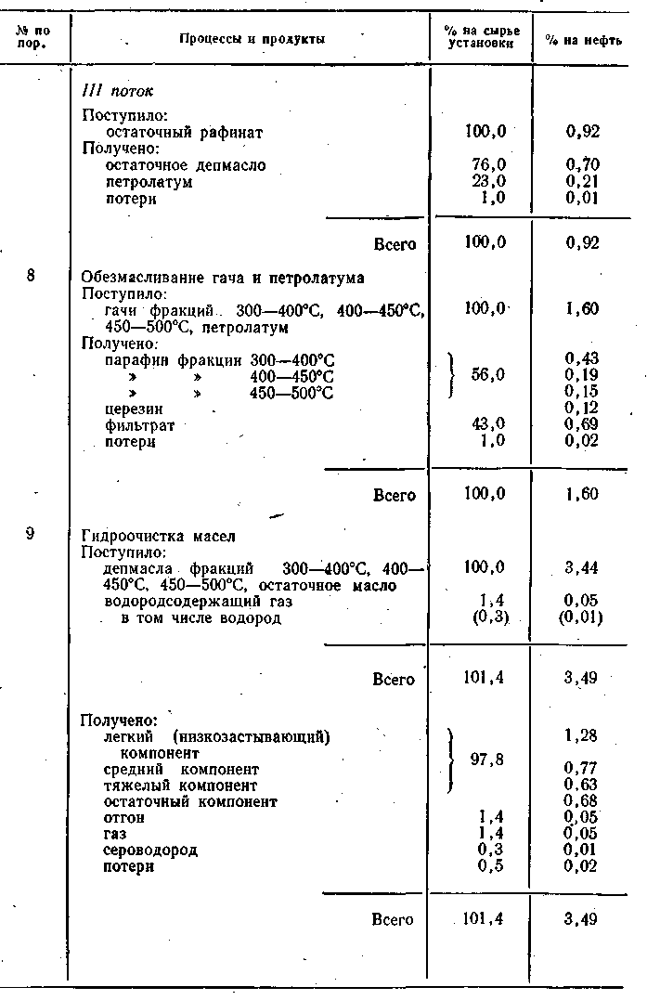 № по пор. Процессы и продукты % на сырье установки % на нефть
III поток
Поступило:
остаточный рафинат 100,0 0,92
Получено:
остаточное депмасло 76,0 0,70
петролатум 23,0 0,21
потери 1,0 0,01
Всего 100,0 0,92
8 Обезмасливание гача и петролатума
Поступило:
гачи фракций 300—400°С, 400—450°С, 100,0 1,60
450—500°С, петролатум
Получено:
парафин фракции 300—400°С 0,43
» » 400—450°С 56,0 0,19
» » 450—500°С 0,15
церезин 0,12
фильтрат 43,0 0,69
потери 1,0 0,02
Всего 100,0 1,60
9 Гидроочистка масел
Поступило:
депмасла фракций 300—400°С, 400— 100,0 3,44
450°С, 450—500°С, остаточное масло
водородсодержащий газ 1,4 0,05
в том числе водород (0,3) (0,01)
Всего 101,4 3,49
Получено:
легкий (низкозастывающий) 1,28
компонент 97,8
средний компонент 0,77
тяжелый компонент 0,63
остаточный компонент 0,68
отгон 1,4 0,05
газ 1,4 0,05
сероводород 0,3 0,01
потери 0,5 0,02
Всего 101,4 3,49